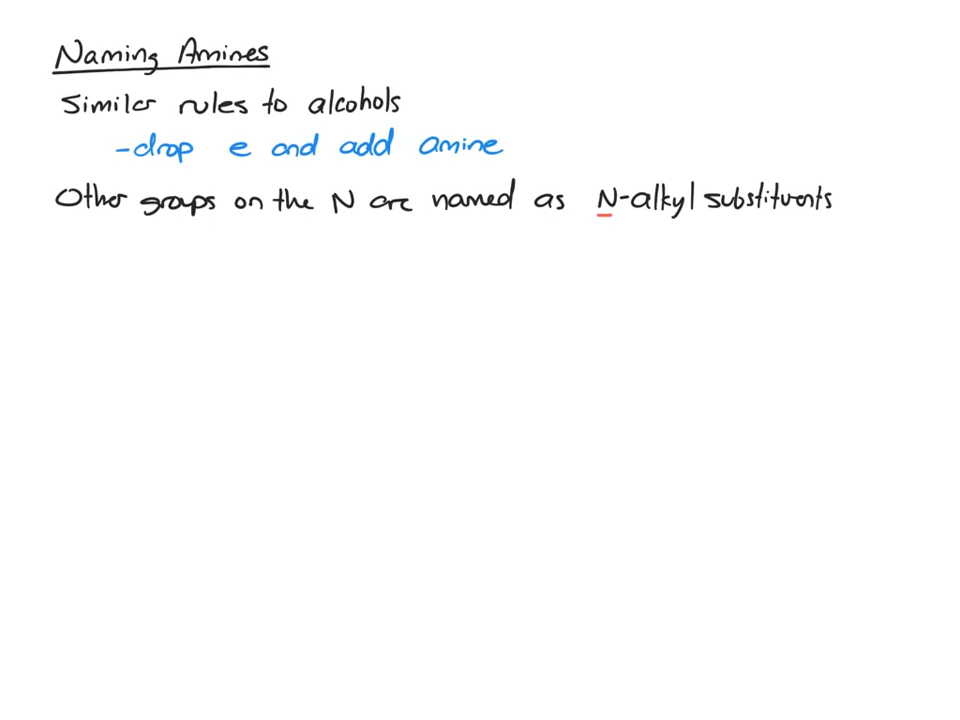 Naming Amines
Similar rules to alcohols
-drop e and add amine
Other groups on the N are named as N-alkyl substituents